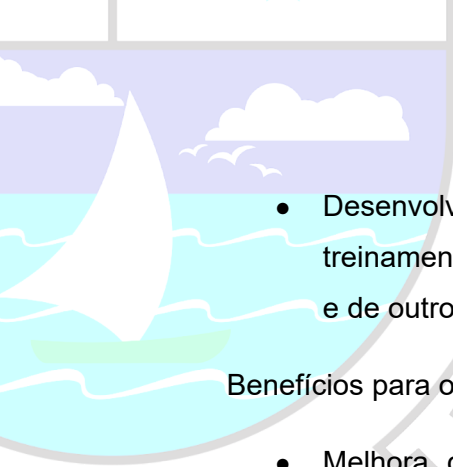 ● Desenvolv
treinamen
e de outro
Benefícios para o
● Melhora